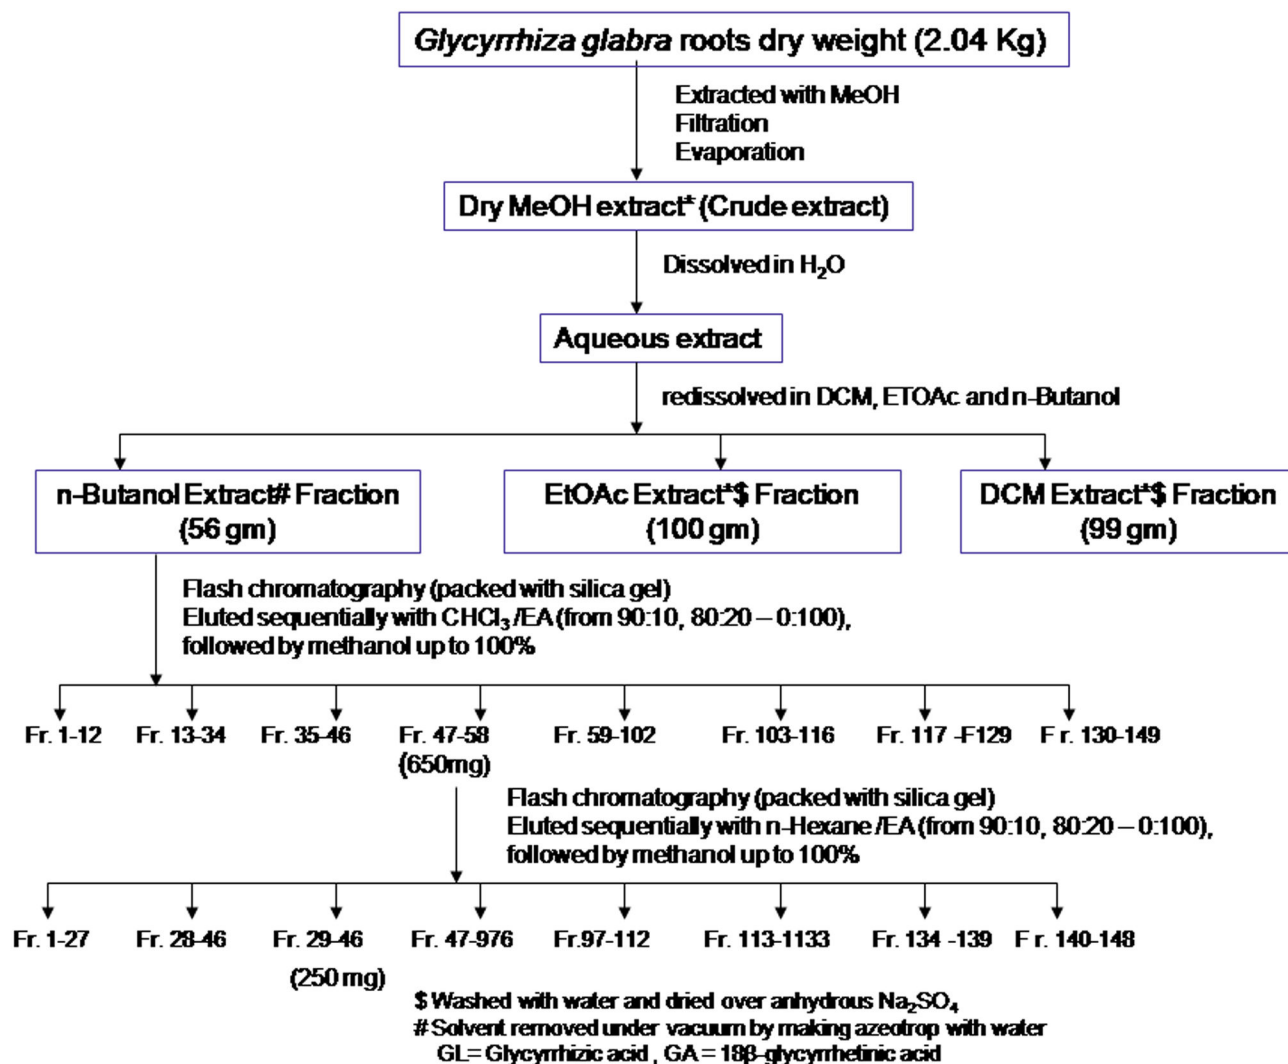 Glycyrrhiza glabra roots dry weight (2.04 Kg)
Extracted with MeOH
Filtration
Evaporation
Dry MeOH extract* (Crude extract)
Dissolved in H₂O
Aqueous extract
redissolved in DCM, ETOAc and n-Butanol
n-Butanol Extract# Fraction
(56 gm)
EtOAc Extract*$ Fraction
(100 gm)
DCM Extract*$ Fraction
(99 gm)
Flash chromatography (packed with silica gel)
Eluted sequentially with CHCl₃ /EA (from 90:10, 80:20 – 0:100),
followed by methanol up to 100%
Fr. 1-12 Fr. 13-34 Fr. 35-46 Fr. 47-58 Fr. 59-102 Fr. 103-116 Fr. 117 -F129 F r. 130-149
(650mg)
Flash chromatography (packed with silica gel)
Eluted sequentially with n-Hexane /EA (from 90:10, 80:20 – 0:100),
followed by methanol up to 100%
Fr. 1-27 Fr. 28-46 Fr. 29-46 Fr. 47-976 Fr.97-112 Fr. 113-1133 Fr. 134 -139 F r. 140-148
(250 mg)
$ Washed with water and dried over anhydrous Na₂SO₄
# Solvent removed under vacuum by making azeotrop with water
GL= Glycyrrhizic acid , GA = 18β-glycyrrhetinic acid